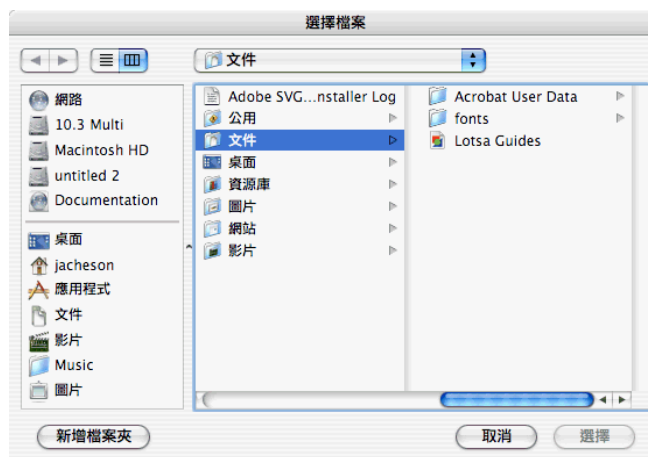 選擇檔案
文件
網路
10.3 Multi
Macintosh HD
untitled 2
Documentation
桌面
jacheson
應用程式
文件
影片
Music
圖片
Adobe SVG...nstaller Log
公用
文件
桌面
資源庫
圖片
網站
影片
Acrobat User Data
fonts
Lotsa Guides
新增檔案夾
取消
選擇